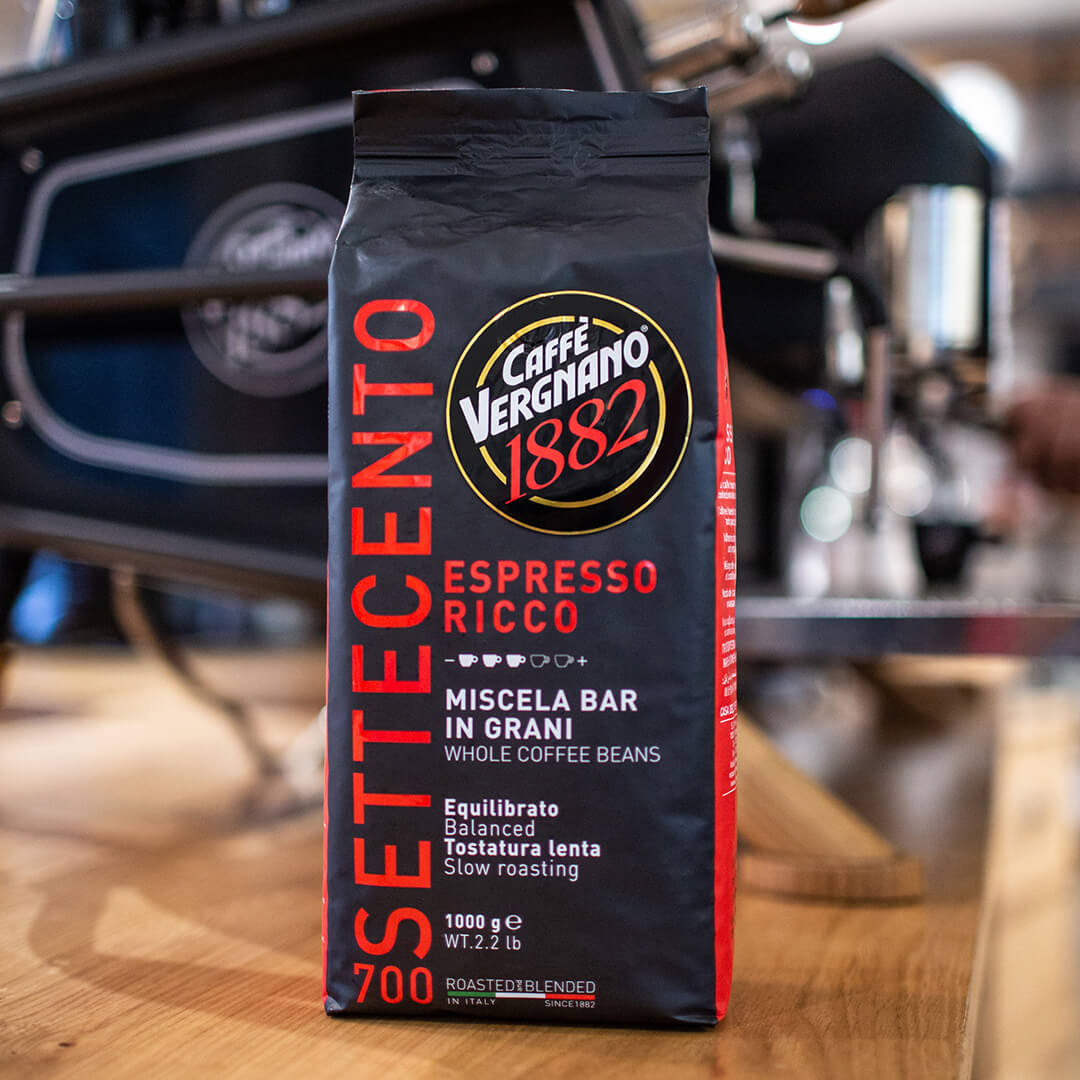 CAFFÈ
VERGNANO®
1882
SETTECENTO
700
ESPRESSO
RICCO
- +
MISCELA BAR
IN GRANI
WHOLE COFFEE BEANS
Equilibrato
Balanced
Tostatura lenta
Slow roasting
1000 g ℮
WT.2.2 lb
ROASTED AND BLENDED
IN ITALY SINCE1882